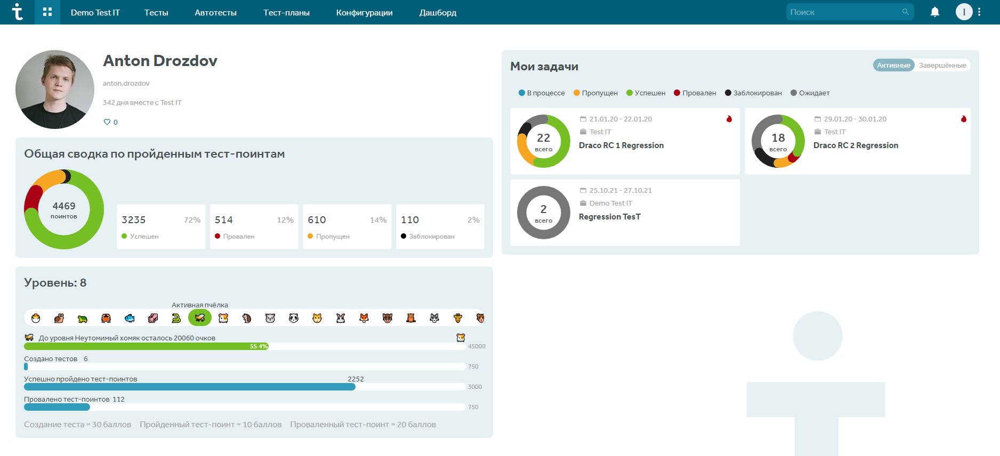 Demo Test IT
Тесты
Автотесты
Тест-планы
Конфигурации
Дашборд
Поиск
I
Anton Drozdov
anton.drozdov
342 дня вместе с Test IT
0
Общая сводка по пройденным тест-поинтам
4469
поинтов
3235 72%
Успешен
514 12%
Провален
610 14%
Пропущен
110 2%
Заблокирован
Уровень: 8
Активная пчёлка
До уровня Неутомимый хомяк осталось 20060 очков
55.4%
45000
Создано тестов 6
750
Успешно пройдено тест-поинтов 2252
3000
Провалено тест-поинтов 112
750
Создание теста = 30 баллов Пройденный тест-поинт = 10 баллов Проваленный тест-поинт = 20 баллов
Мои задачи
Активные Завершённые
В процессе Пропущен Успешен Провален Заблокирован Ожидает
22
всего
21.01.20 - 22.01.20
Test IT
Draco RC 1 Regression
18
всего
29.01.20 - 30.01.20
Test IT
Draco RC 2 Regression
2
всего
25.10.21 - 27.10.21
Demo Test IT
Regression TesT